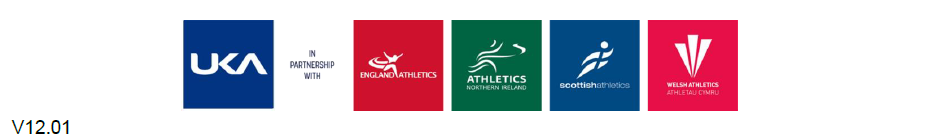 UKA
IN
PARTNERSHIP
WITH
ENGLAND ATHLETICS
ATHLETICS
NORTHERN IRELAND
scottishathletics
WELSH ATHLETICS
ATHLETAU CYMRU
V12.01